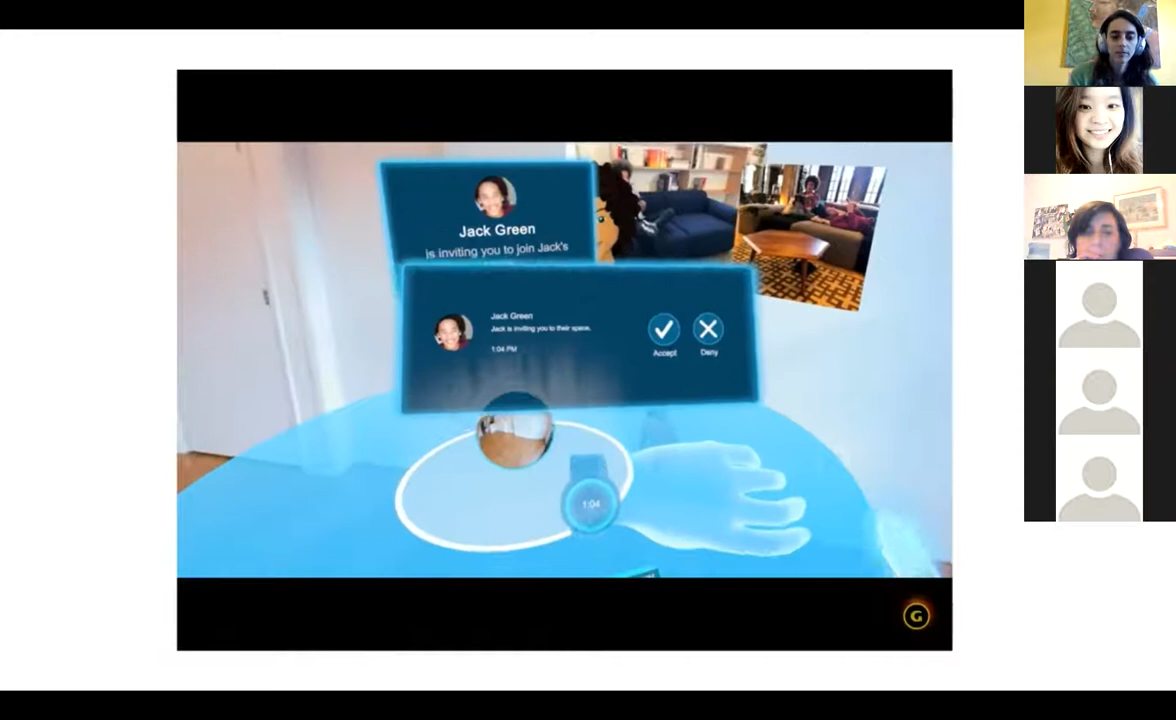 Jack Green
is inviting you to join Jack's
Jack Green
Jack is inviting you to their space.
1:04 PM
Accept
Deny
1:04
G